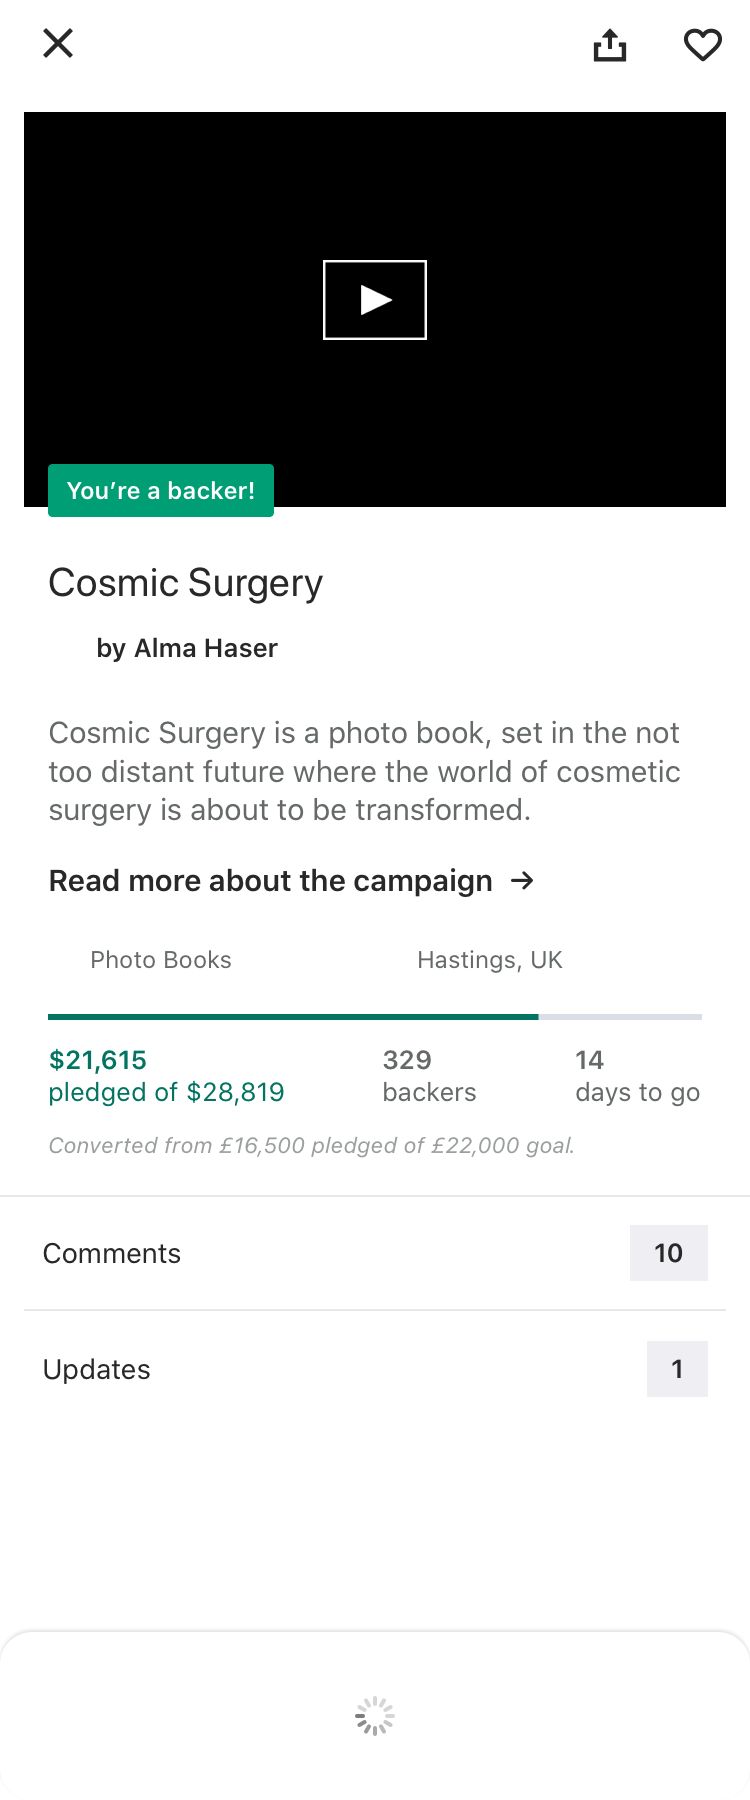 You’re a backer!
Cosmic Surgery
by Alma Haser
Cosmic Surgery is a photo book, set in the not
too distant future where the world of cosmetic
surgery is about to be transformed.
Read more about the campaign →
Photo Books
Hastings, UK
$21,615
pledged of $28,819
329
backers
14
days to go
Converted from £16,500 pledged of £22,000 goal.
Comments
10
Updates
1